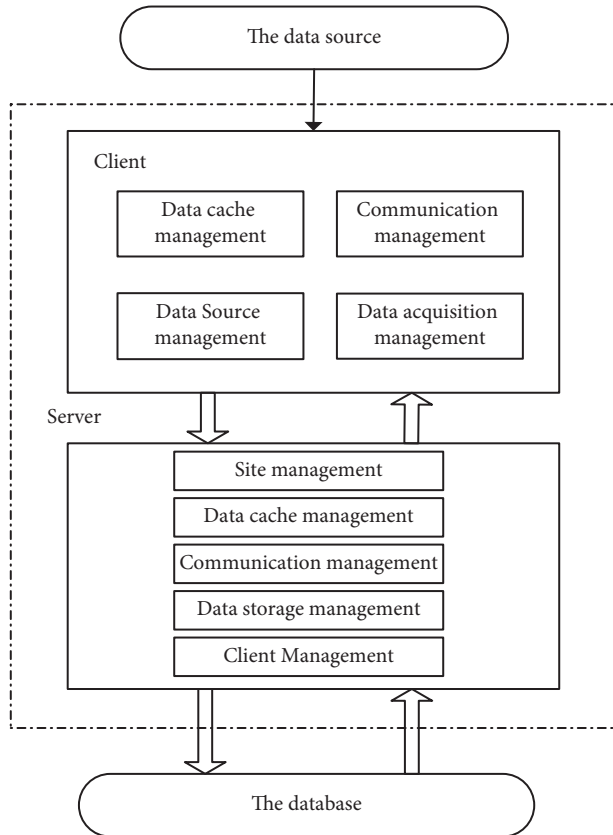 The data source
Client
Data cache
management
Communication
management
Data Source
management
Data acquisition
management
Server
Site management
Data cache management
Communication management
Data storage management
Client Management
The database